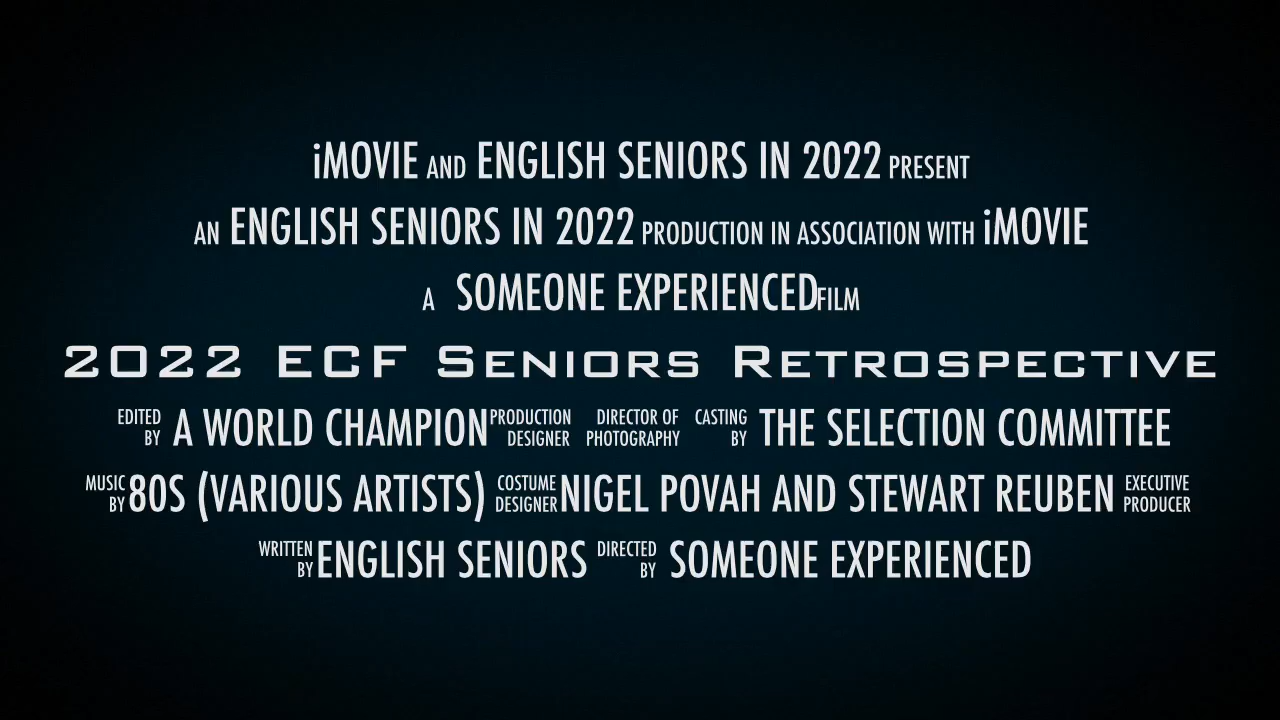 iMOVIE AND ENGLISH SENIORS IN 2022 PRESENT
AN ENGLISH SENIORS IN 2022 PRODUCTION IN ASSOCIATION WITH iMOVIE
A SOMEONE EXPERIENCED FILM
2022 ECF SENIORS RETROSPECTIVE
EDITED BY A WORLD CHAMPION PRODUCTION DESIGNER DIRECTOR OF PHOTOGRAPHY CASTING BY THE SELECTION COMMITTEE
MUSIC BY 80S (VARIOUS ARTISTS) COSTUME DESIGNER NIGEL POVAH AND STEWART REUBEN EXECUTIVE PRODUCER
WRITTEN BY ENGLISH SENIORS DIRECTED BY SOMEONE EXPERIENCED